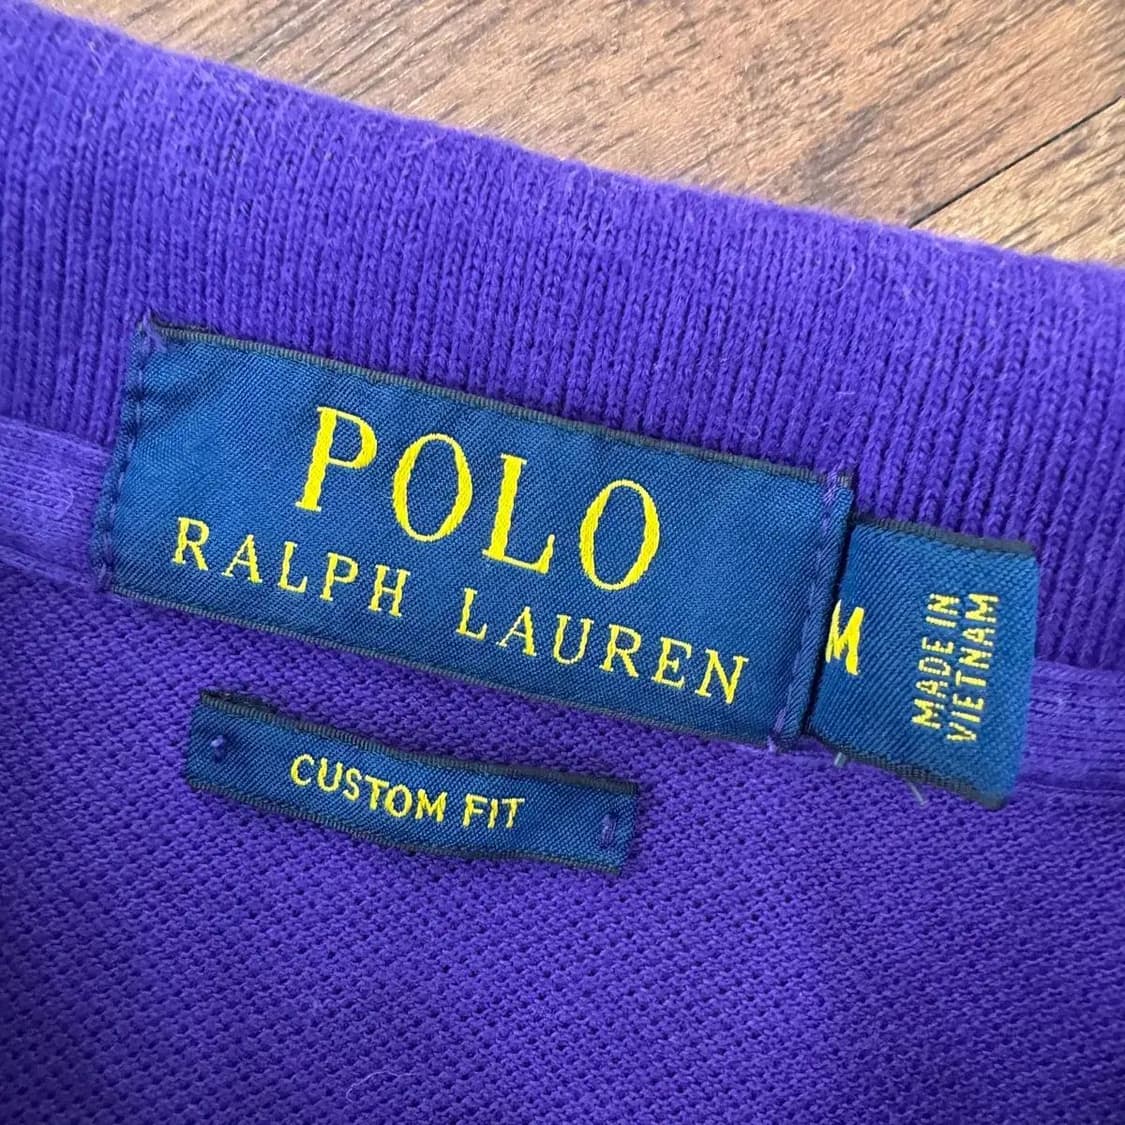 POLO
RALPH LAUREN
M
MADE IN
VIETNAM
CUSTOM FIT